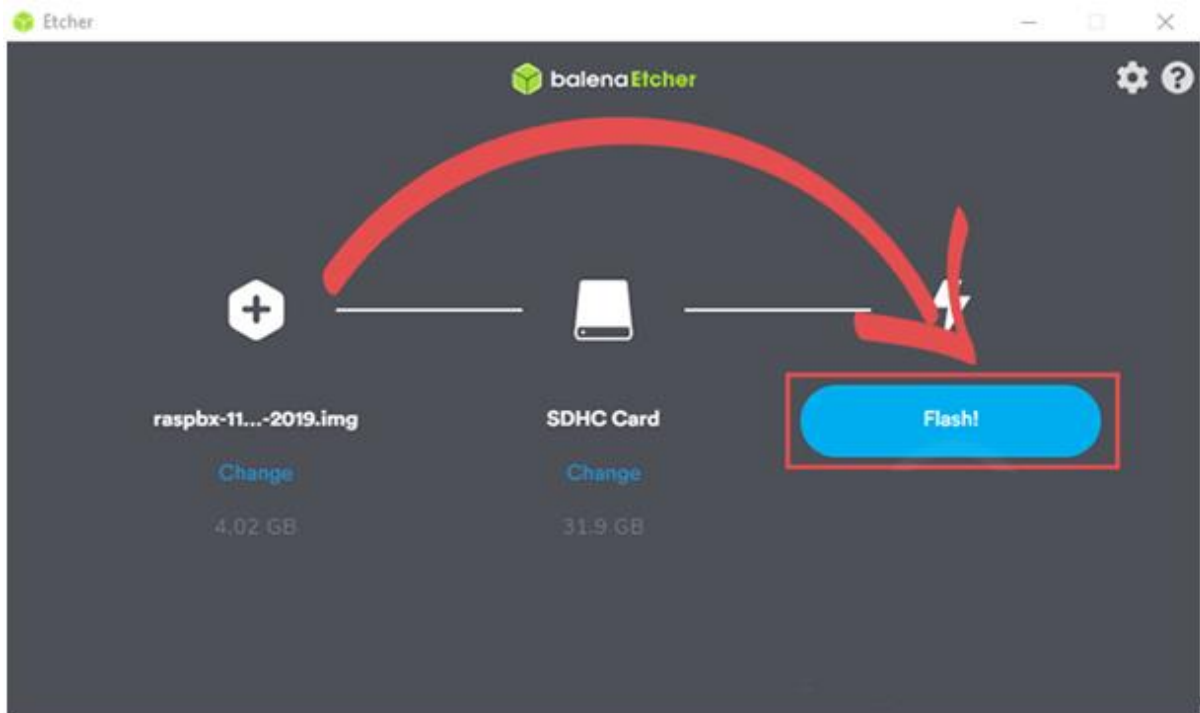 Etcher
balenaEtcher
raspbx-11...-2019.img
SDHC Card
Flash!
Change
Change
4.02 GB
31.9 GB